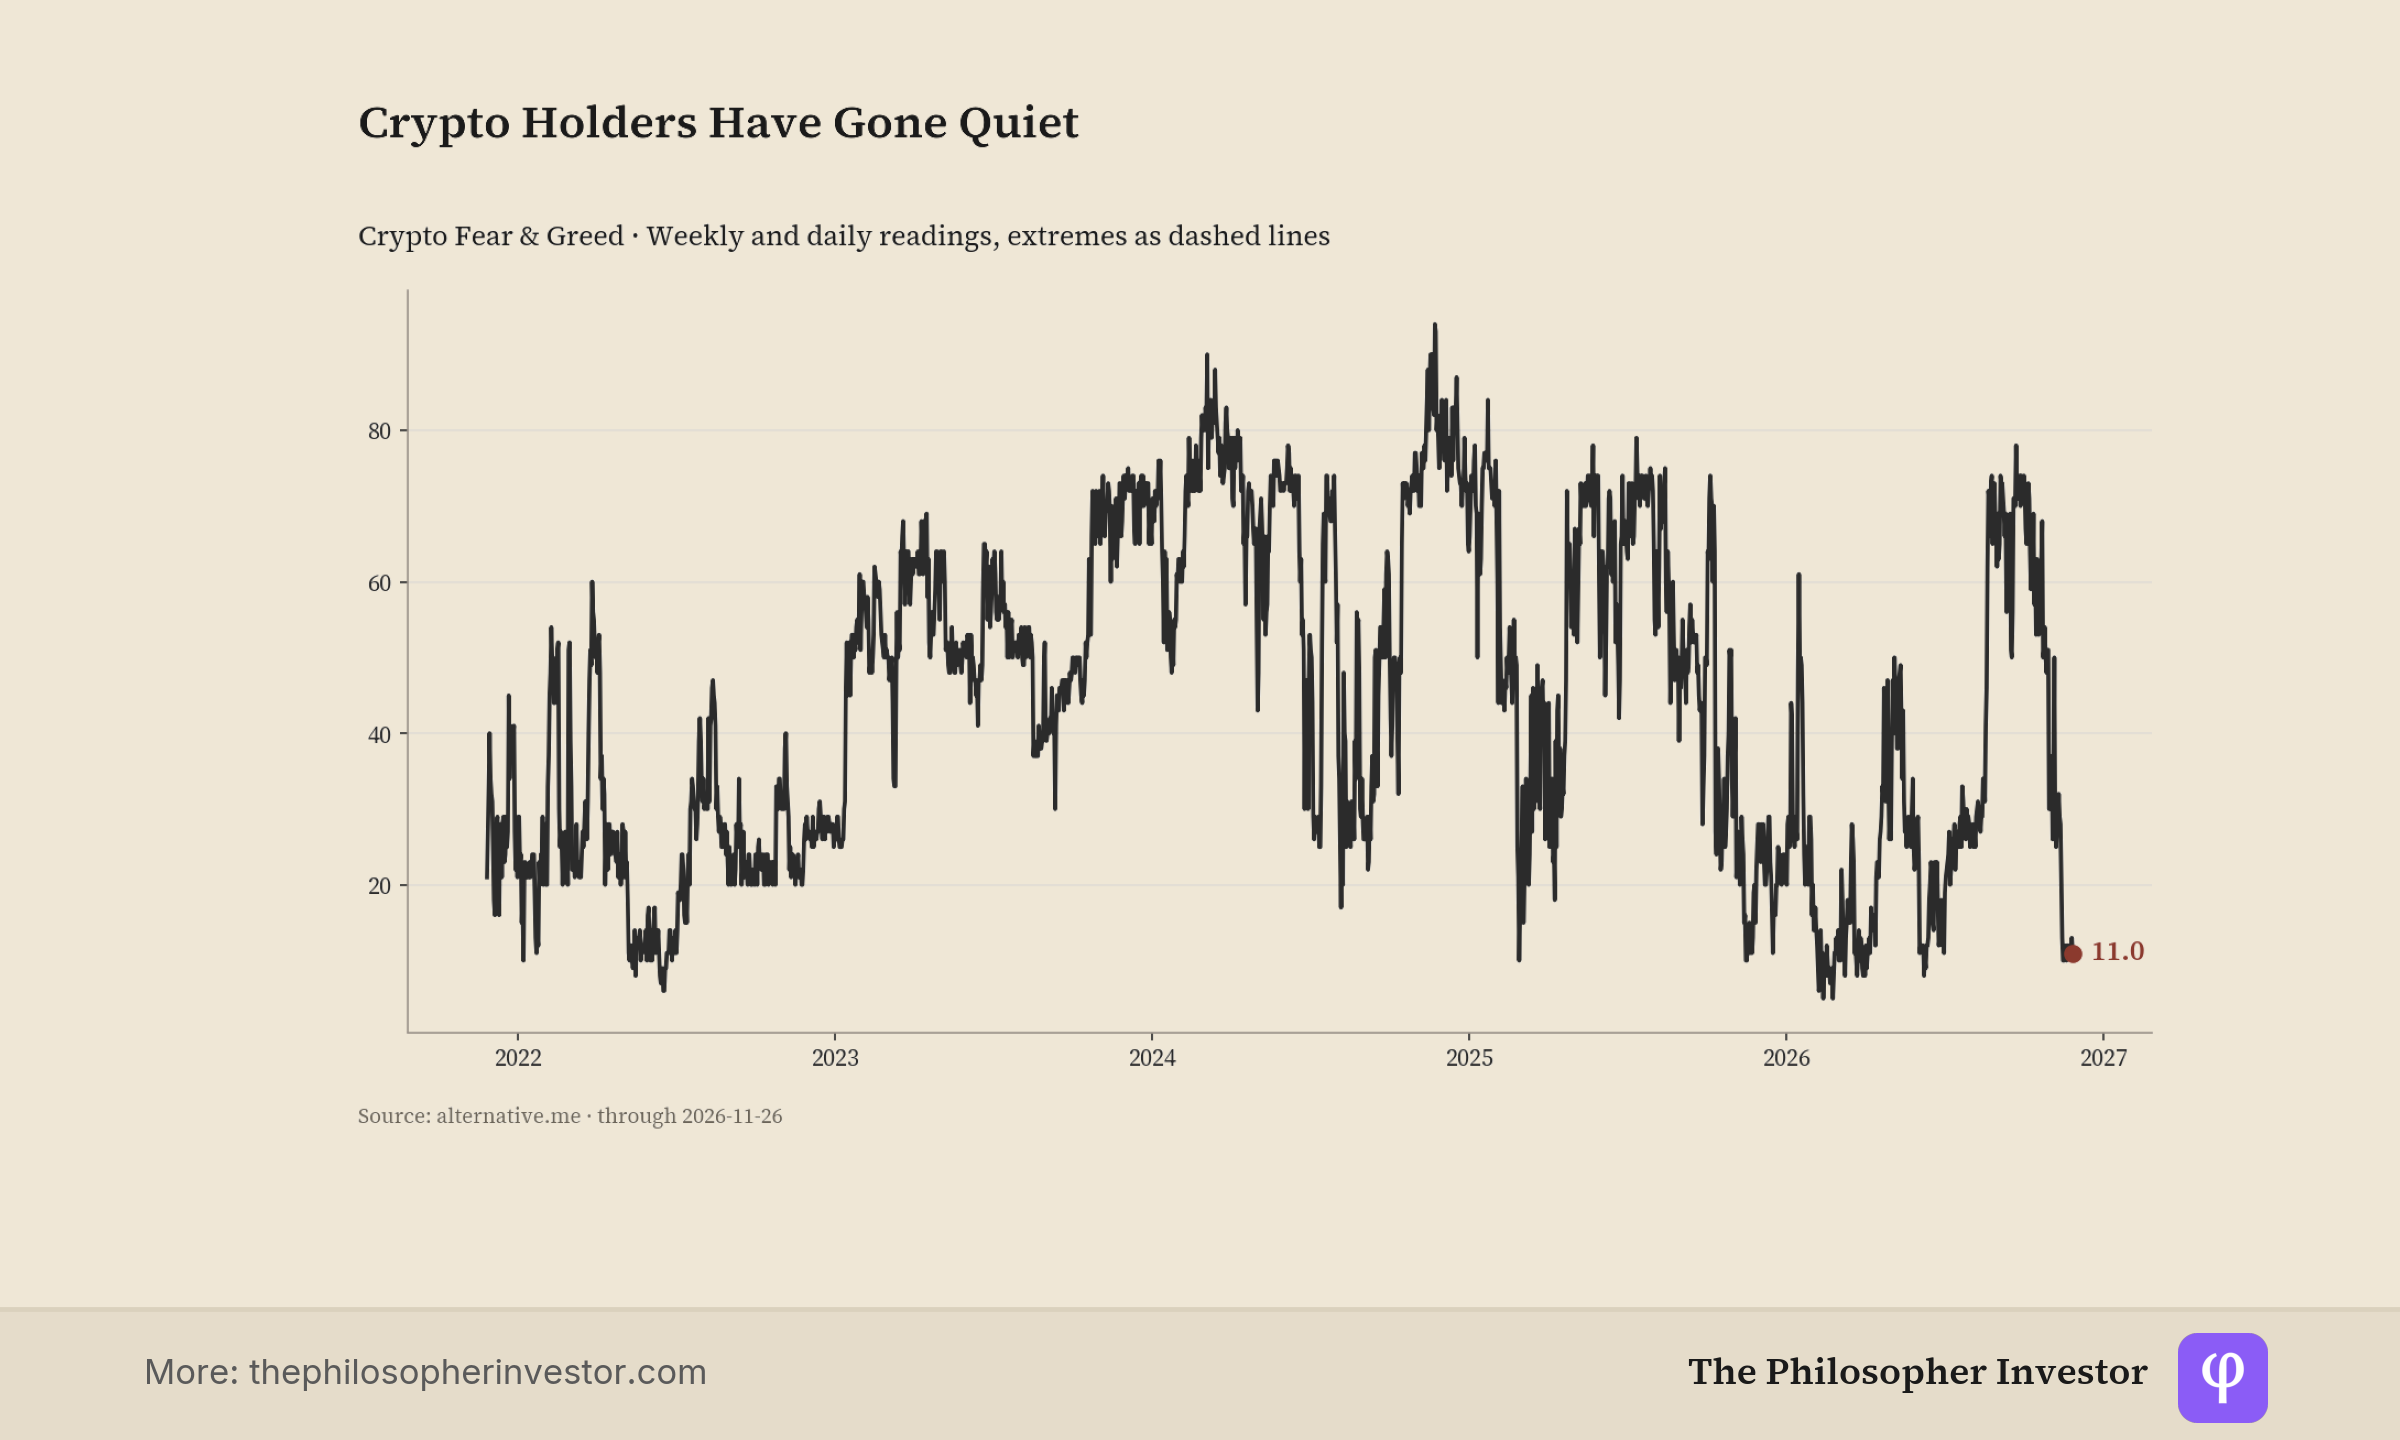 Crypto Holders Have Gone Quiet
Crypto Fear & Greed · Weekly and daily readings, extremes as dashed lines
80
60
40
20
11.0
2022 2023 2024 2025 2026 2027
Source: alternative.me · through 2026-11-26
More: thephilosopherinvestor.com
The Philosopher Investor φ